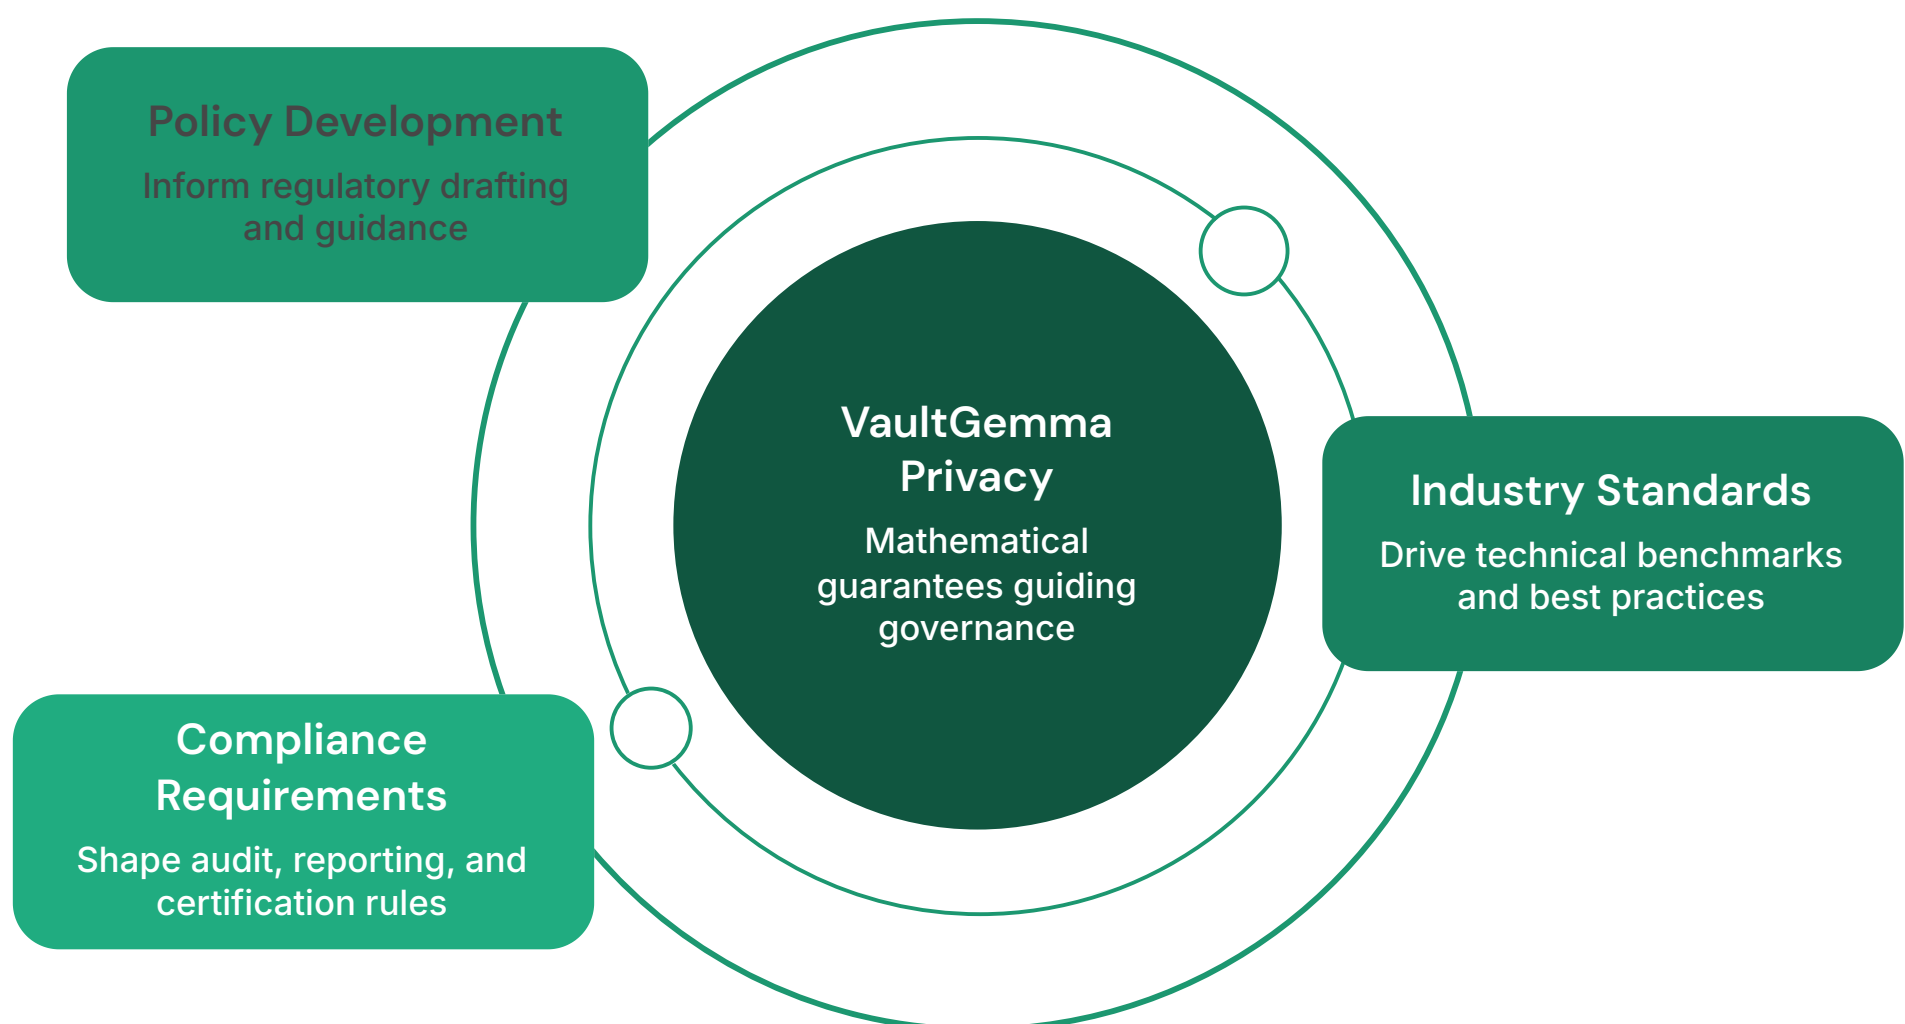 Policy Development
Inform regulatory drafting
and guidance
VaultGemma
Privacy
Mathematical
guarantees guiding
governance
Industry Standards
Drive technical benchmarks
and best practices
Compliance
Requirements
Shape audit, reporting, and
certification rules